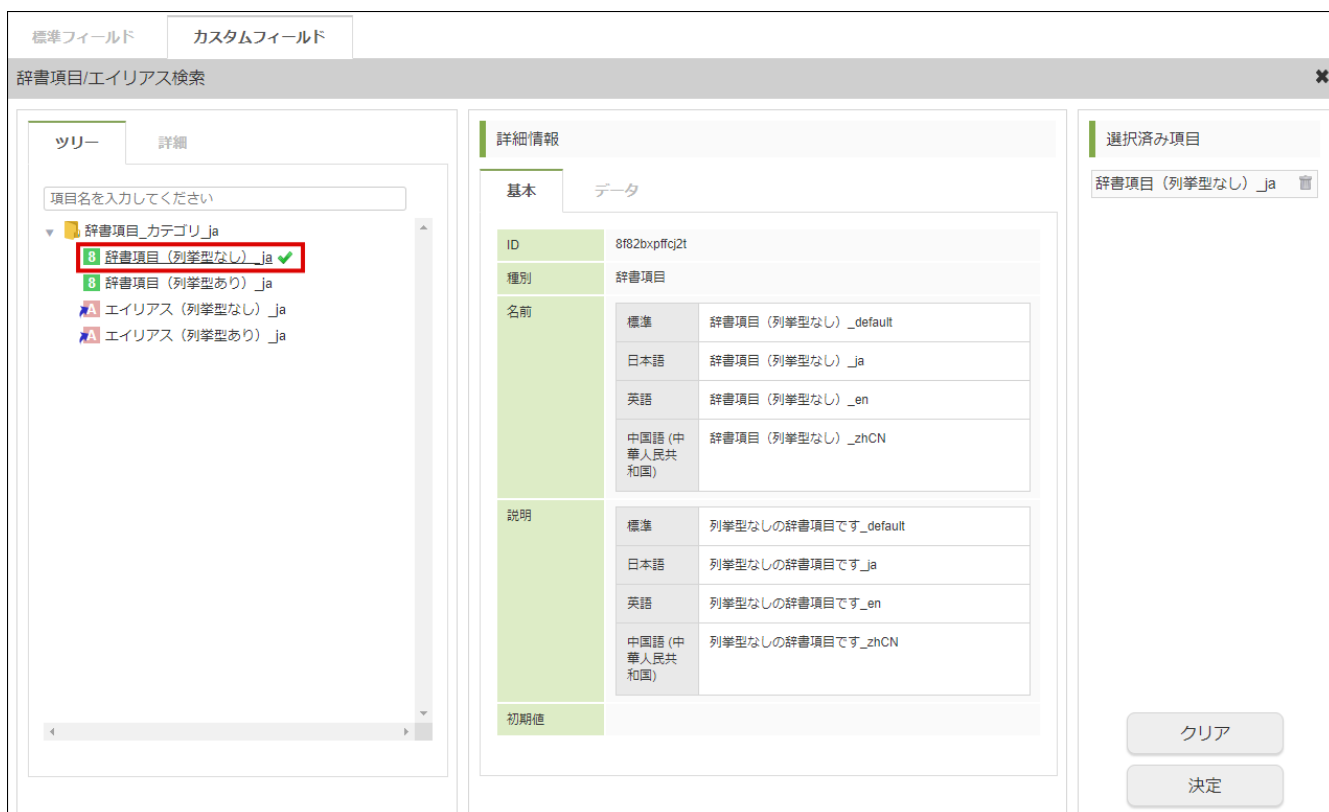 標準フィールド
カスタムフィールド
辞書項目/エイリアス検索
ツリー
詳細
項目名を入力してください
辞書項目_カテゴリ_ja
8 辞書項目（列挙型なし）_ja
8 辞書項目（列挙型あり）_ja
A エイリアス（列挙型なし）_ja
A エイリアス（列挙型あり）_ja
詳細情報
基本
データ
ID 8f82bxpffcj2t
種別 辞書項目
名前
標準 辞書項目（列挙型なし）_default
日本語 辞書項目（列挙型なし）_ja
英語 辞書項目（列挙型なし）_en
中国語 (中 辞書項目（列挙型なし）_zhCN
華人民共
和国)
説明
標準 列挙型なしの辞書項目です_default
日本語 列挙型なしの辞書項目です_ja
英語 列挙型なしの辞書項目です_en
中国語 (中 列挙型なしの辞書項目です_zhCN
華人民共
和国)
初期値
選択済み項目
辞書項目（列挙型なし）_ja
クリア
決定